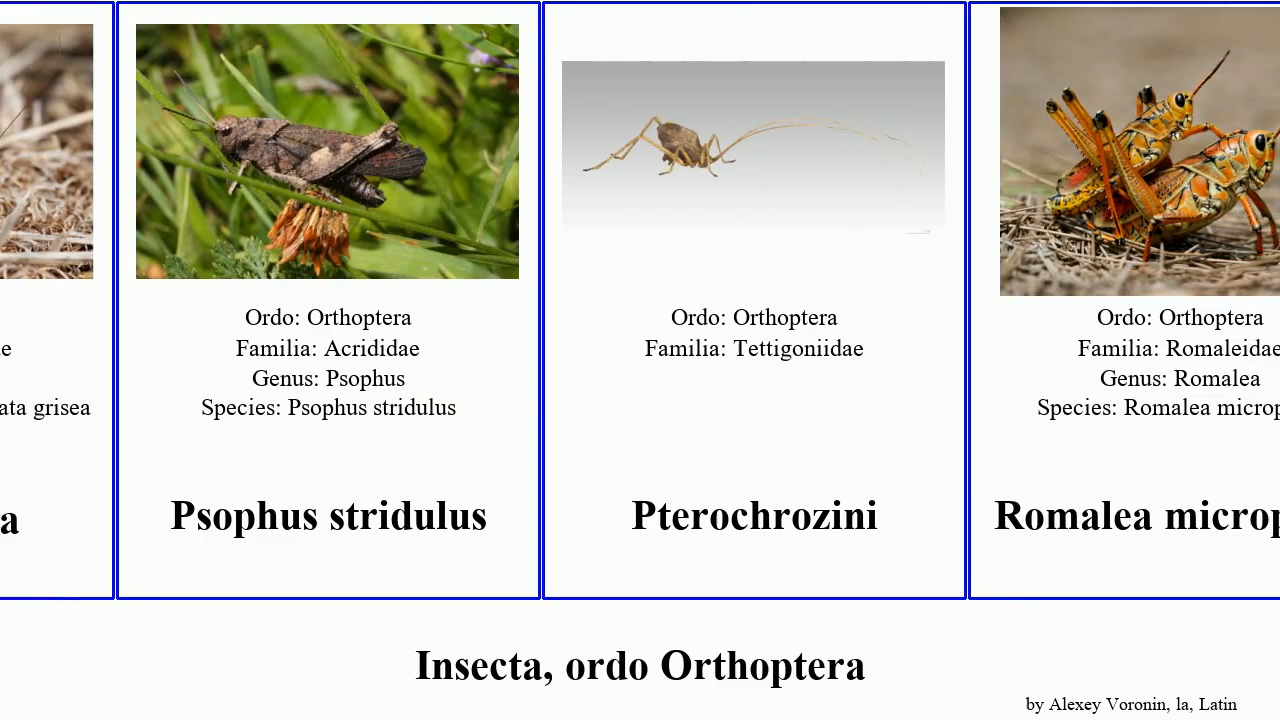 e
ata grisea
a
Ordo: Orthoptera
Familia: Acrididae
Genus: Psophus
Species: Psophus stridulus
Psophus stridulus
Ordo: Orthoptera
Familia: Tettigoniidae
Pterochrozini
Ordo: Orthoptera
Familia: Romaleidae
Genus: Romalea
Species: Romalea microp
Romalea microp
Insecta, ordo Orthoptera
by Alexey Voronin, la, Latin